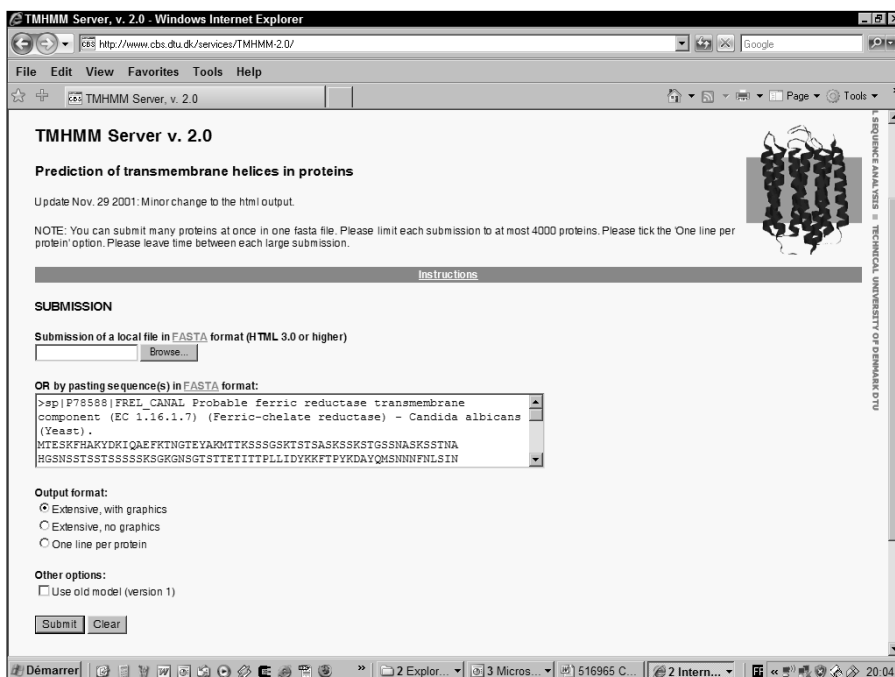 TMHMM Server, v. 2.0 - Windows Internet Explorer
CBS http://www.cbs.dtu.dk/services/TMHMM-2.0/
Google
File Edit View Favorites Tools Help
CBS TMHMM Server, v. 2.0
Page Tools
TMHMM Server v. 2.0
Prediction of transmembrane helices in proteins
Update Nov. 29 2001: Minor change to the html output.
NOTE: You can submit many proteins at once in one fasta file. Please limit each submission to at most 4000 proteins. Please tick the 'One line per
protein' option. Please leave time between each large submission.
Instructions
SUBMISSION
Submission of a local file in FASTA format (HTML 3.0 or higher)
Browse...
OR by pasting sequence(s) in FASTA format:
>sp|P78588|FREL_CANAL Probable ferric reductase transmembrane
component (EC 1.16.1.7) (Ferric-chelate reductase) - Candida albicans
(Yeast).
MTESKFHAKYDKIQAEFKTNGTEYAKMTTKSSSGSKTSTSASKSSKSTGSSNASKSSTNA
HGSNSSTSSTSSSSSKSGKGNSGTSTTETITTPLLIDYKKFTPYKDAYQMSNNNFNLSIN
Output format:
Extensive, with graphics
Extensive, no graphics
One line per protein
Other options:
Use old model (version 1)
Submit Clear
L SEQUENCE ANALYSIS TECHNICAL UNIVERSITY OF DENMARK DTU
Démarrer » 2 Explor... 3 Micros... 516965 C... 2 Intern... « 20:04